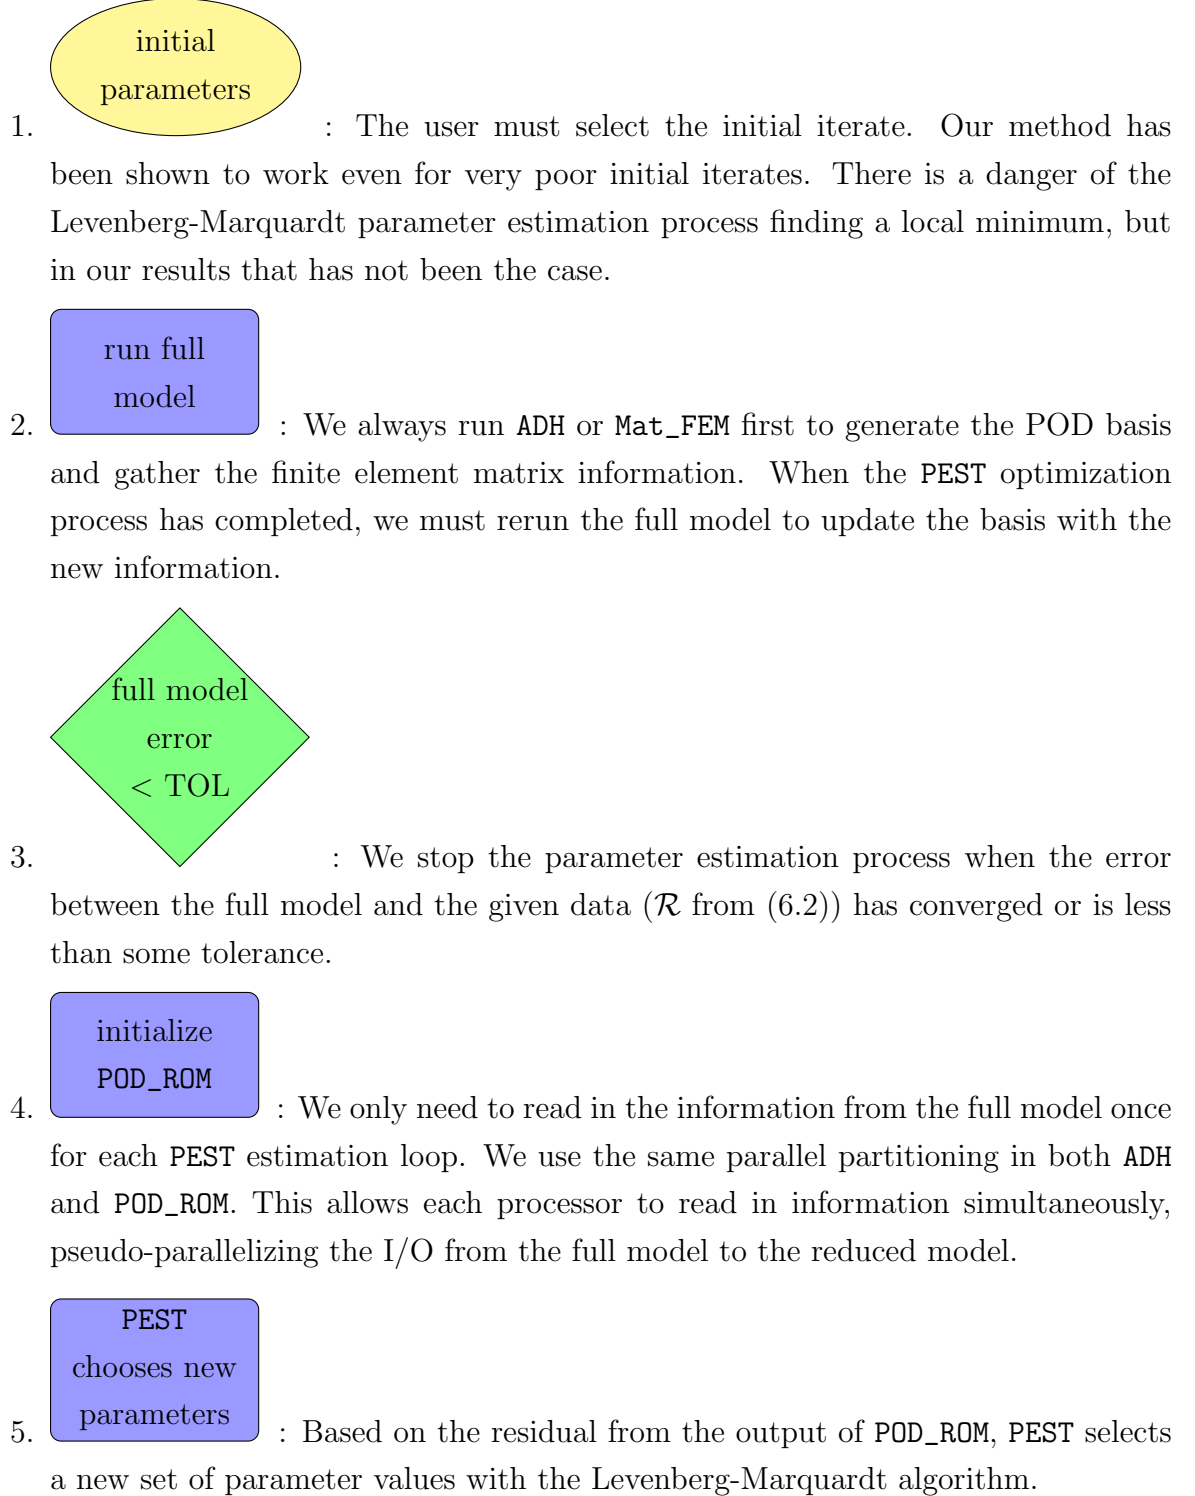 initial
parameters
1. : The user must select the initial iterate. Our method has
been shown to work even for very poor initial iterates. There is a danger of the
Levenberg-Marquardt parameter estimation process finding a local minimum, but
in our results that has not been the case.
run full
model
2. : We always run ADH or Mat_FEM first to generate the POD basis
and gather the finite element matrix information. When the PEST optimization
process has completed, we must rerun the full model to update the basis with the
new information.
full model
error
< TOL
3. : We stop the parameter estimation process when the error
between the full model and the given data (ℛ from (6.2)) has converged or is less
than some tolerance.
initialize
POD_ROM
4. : We only need to read in the information from the full model once
for each PEST estimation loop. We use the same parallel partitioning in both ADH
and POD_ROM. This allows each processor to read in information simultaneously,
pseudo-parallelizing the I/O from the full model to the reduced model.
PEST
chooses new
parameters
5. : Based on the residual from the output of POD_ROM, PEST selects
a new set of parameter values with the Levenberg-Marquardt algorithm.